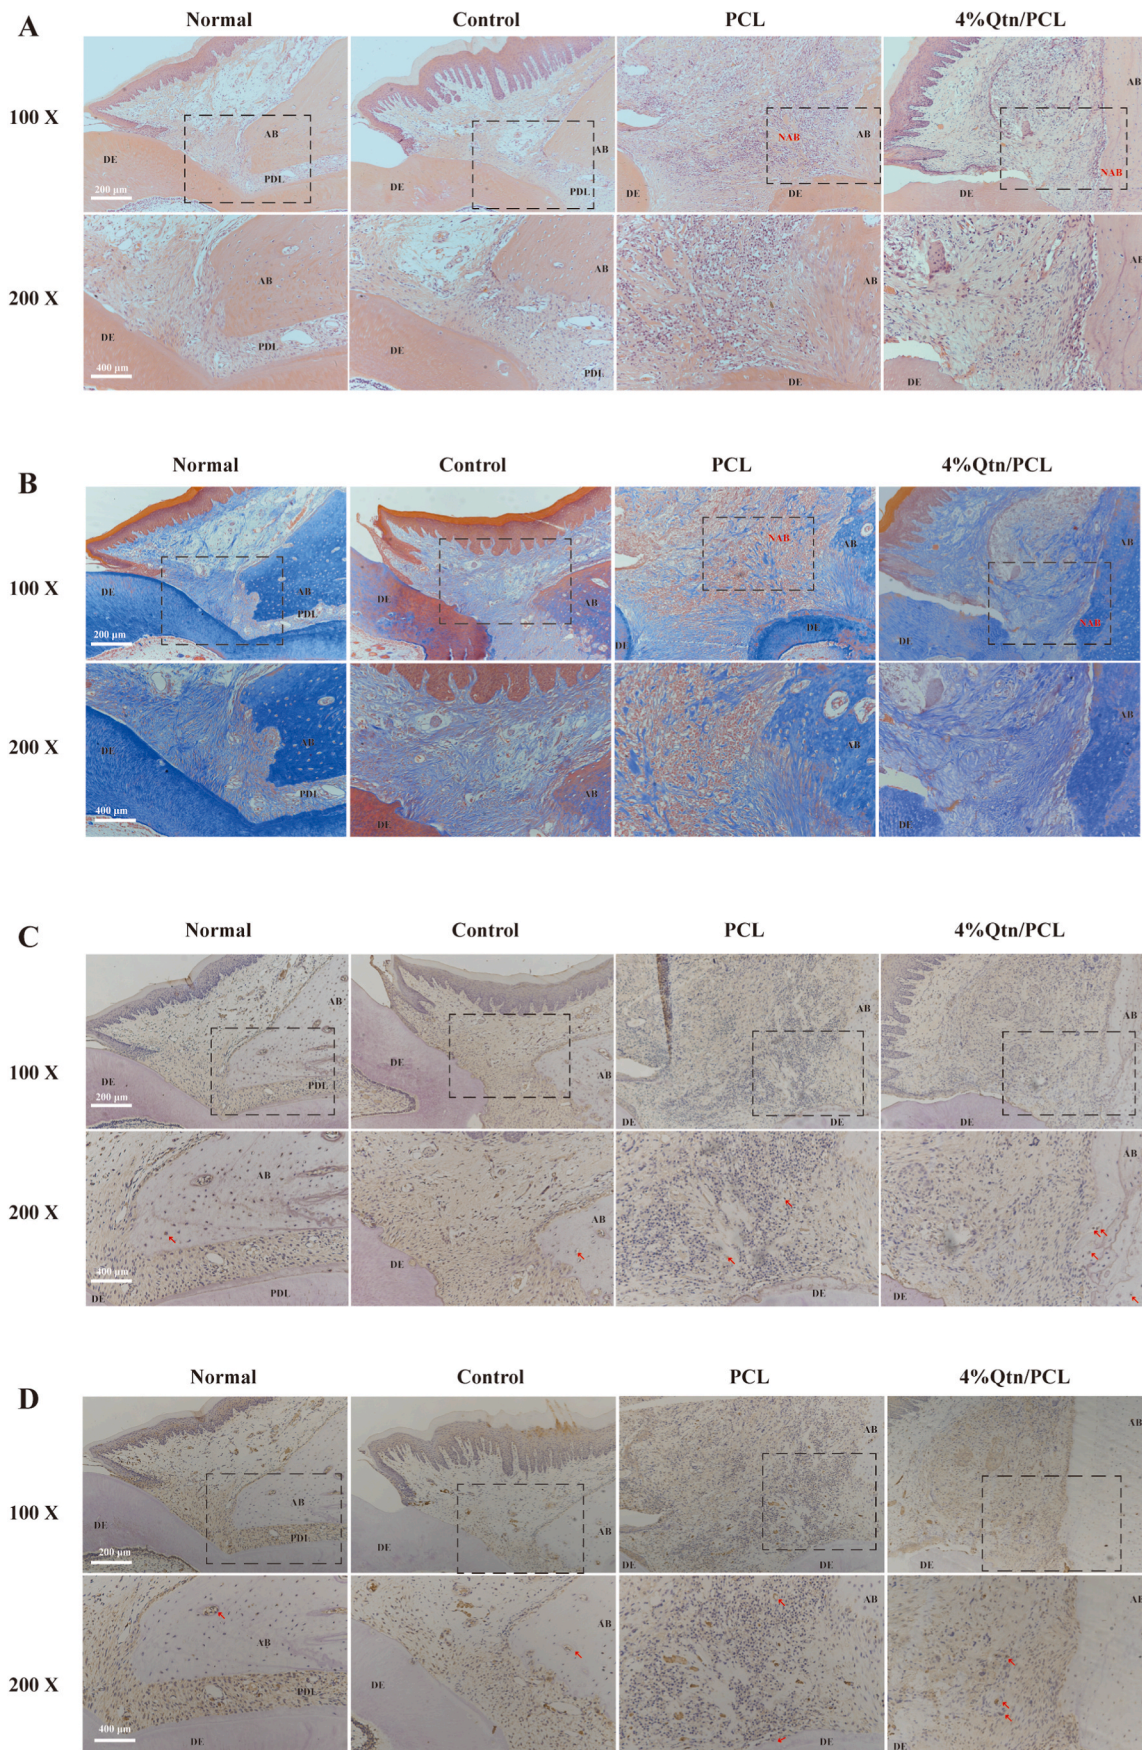 A
Normal Control PCL 4%Qtn/PCL
100 X
DE AB PDL 200 μm
DE AB PDL
NAB AB DE
AB NAB DE
200 X
DE AB PDL 400 μm
DE AB PDL
AB DE
AB DE
B
Normal Control PCL 4%Qtn/PCL
100 X
DE AB PDL 200 μm
DE AB
NAB AB DE DE
NAB DE
200 X
DE AB PDL 400 μm
DE AB
AB
AB DE
C
Normal Control PCL 4%Qtn/PCL
100 X
AB DE PDL 200 μm
DE AB
AB DE DE
AB DE
200 X
AB 400 μm DE PDL
AB DE
DE
AB DE
D
Normal Control PCL 4%Qtn/PCL
100 X
DE AB PDL 200 μm
AB DE
AB DE DE
AB DE
200 X
AB PDL 400 μm DE
AB DE
AB DE
AB DE